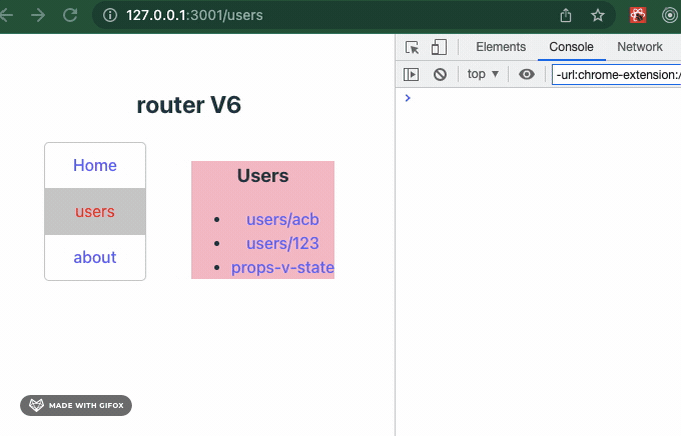 127.0.0.1:3001/users
Elements Console Network
top -url:chrome-extension:/
router V6
Home
users
about
Users
users/acb
users/123
props-v-state
MADE WITH GIFOX